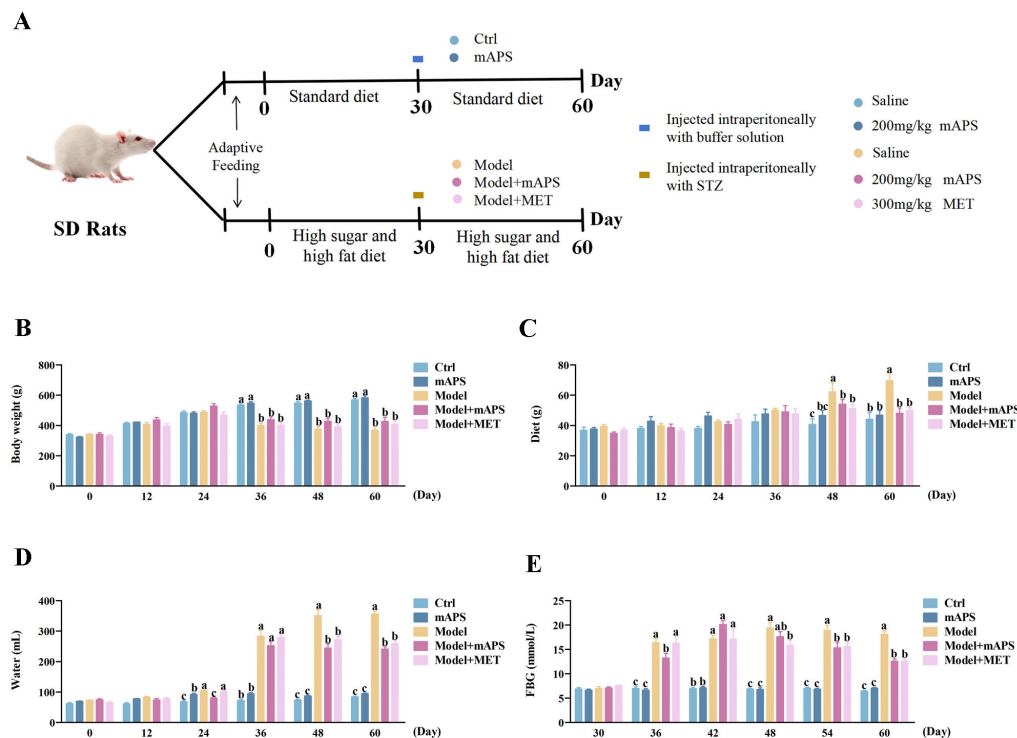 A
Ctrl
mAPS
Day
Standard diet
Standard diet
0
30
60
Adaptive
Feeding
SD Rats
Model
Model+mAPS
Model+MET
Day
0
30
60
High sugar and
high fat diet
High sugar and
high fat diet
Injected intraperitoneally
with buffer solution
Injected intraperitoneally
with STZ
Saline
200mg/kg mAPS
Saline
200mg/kg mAPS
300mg/kg MET
B
Body weight (g)
800
600
400
200
0
a a b b b
a a b b b
a a b b b
0 12 24 36 48 60 (Day)
Ctrl
mAPS
Model
Model+mAPS
Model+MET
C
Diet (g)
80
60
40
20
0
c bc a b b
b b a b b
0 12 24 36 48 60 (Day)
Ctrl
mAPS
Model
Model+mAPS
Model+MET
D
Water (mL)
400
300
200
100
0
c b a c a
b b a a a
c c a b b
c c a b b
0 12 24 36 48 60 (Day)
Ctrl
mAPS
Model
Model+mAPS
Model+MET
E
FBG (mmol/L)
25
20
15
10
5
0
c c a b a
b b a a a
c c a ab b
c c a b b
c c a b b
30 36 42 48 54 60 (Day)
Ctrl
mAPS
Model
Model+mAPS
Model+MET